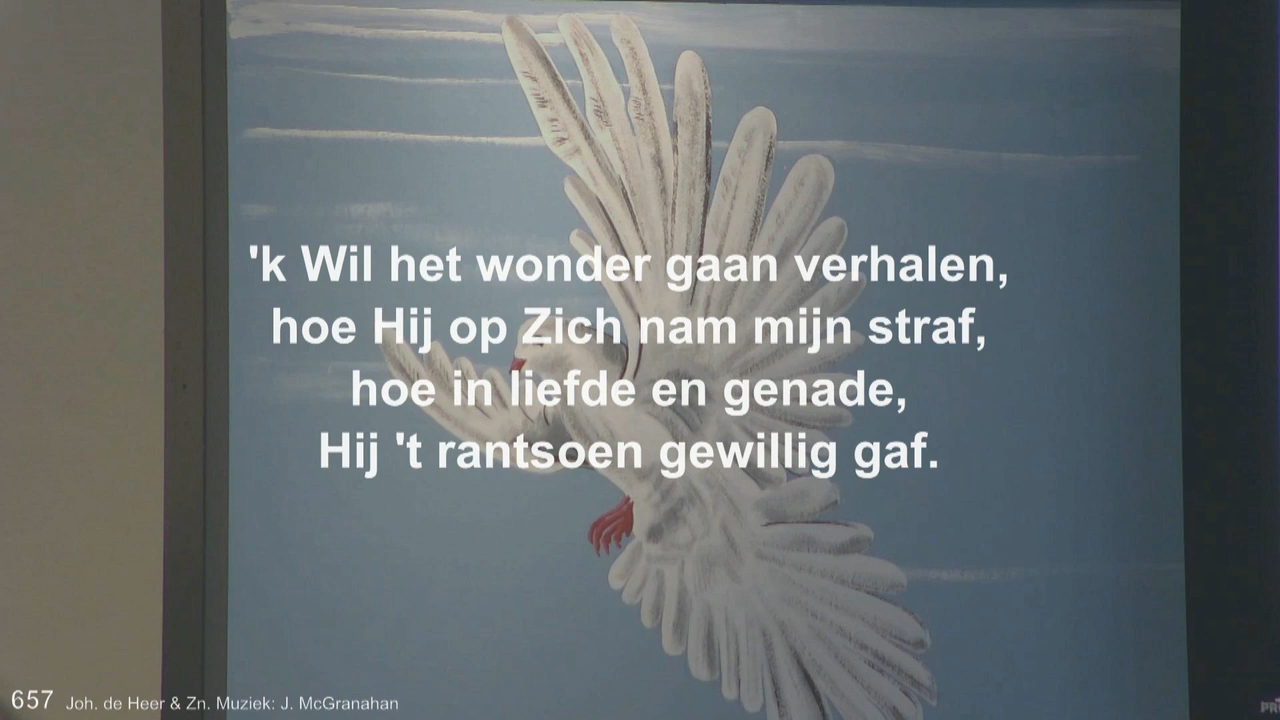 'k Wil het wonder gaan verhalen,
hoe Hij op Zich nam mijn straf,
hoe in liefde en genade,
Hij 't rantsoen gewillig gaf.
657 Joh. de Heer & Zn. Muziek: J. McGranahan